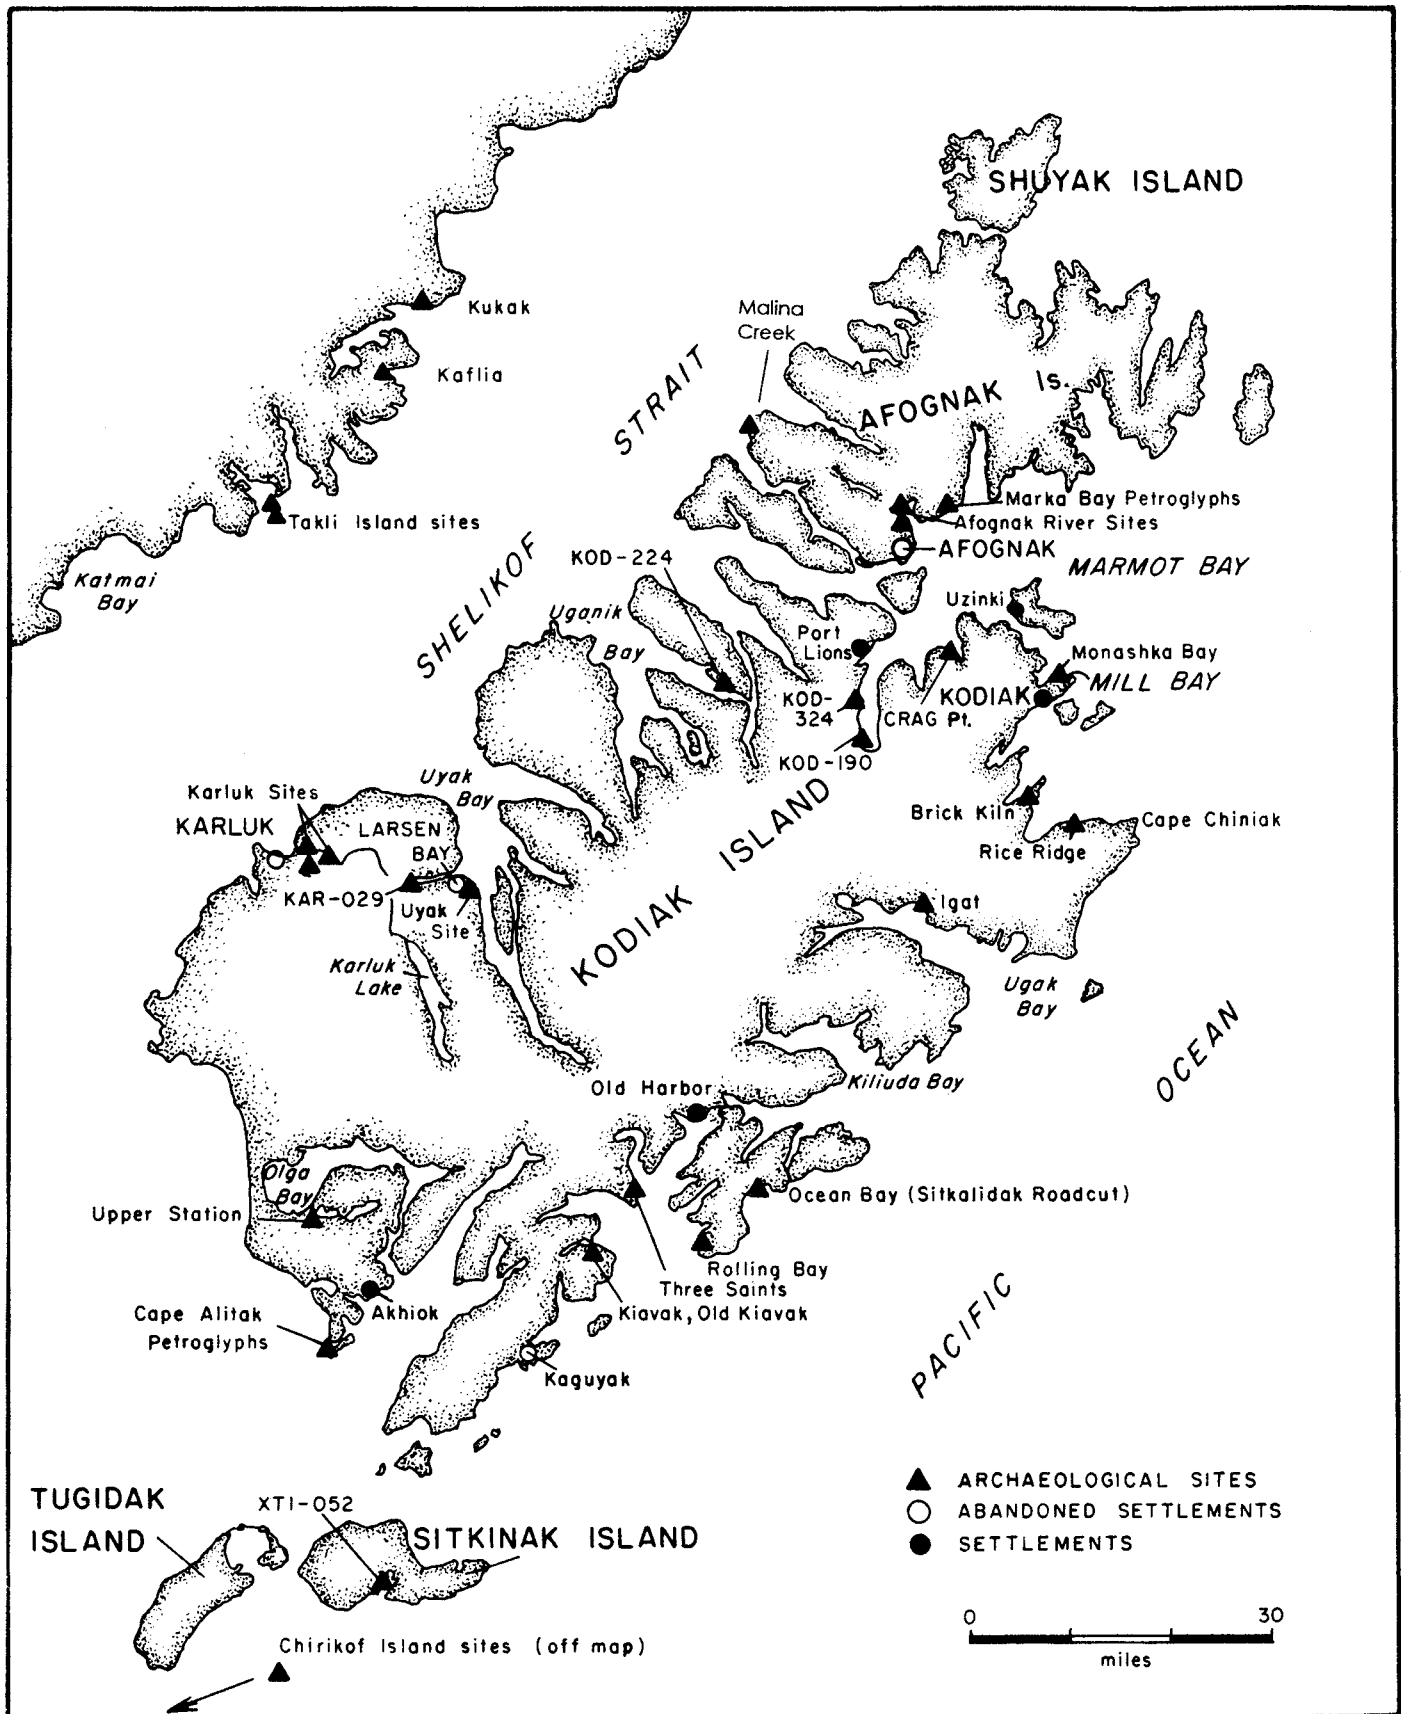 SHUYAK ISLAND
Kukak
Malina
Creek
Kaflia
STRAIT
AFOGNAK Is.
Marka Bay Petroglyphs
Takli Island sites
Afognak River Sites
AFOGNAK
KOD-224
MARMOT BAY
Katmai
Bay
SHELIKOF
Uganik
Bay
Uzinki
Port
Lions
Monashka Bay
MILL BAY
KODIAK
KOD-
324
CRAG Pt.
KOD-190
Uyak
Bay
Karluk Sites
KARLUK
LARSEN
BAY
Brick Kiln
Cape Chiniak
Rice Ridge
KAR-029
Uyak
Site
Igat
KODIAK ISLAND
Karluk
Lake
Ugak
Bay
OCEAN
Kiliuda Bay
Old Harbor
Olga
Bay
Ocean Bay (Sitkalidak Roadcut)
Upper Station
Rolling Bay
Three Saints
Kiavak, Old Kiavak
Cape Alitak
Petroglyphs
Akhiok
PACIFIC
Kaguyak
ARCHAEOLOGICAL SITES
ABANDONED SETTLEMENTS
SETTLEMENTS
TUGIDAK
ISLAND
XTI-052
SITKINAK ISLAND
0 30
miles
Chirikof Island sites (off map)